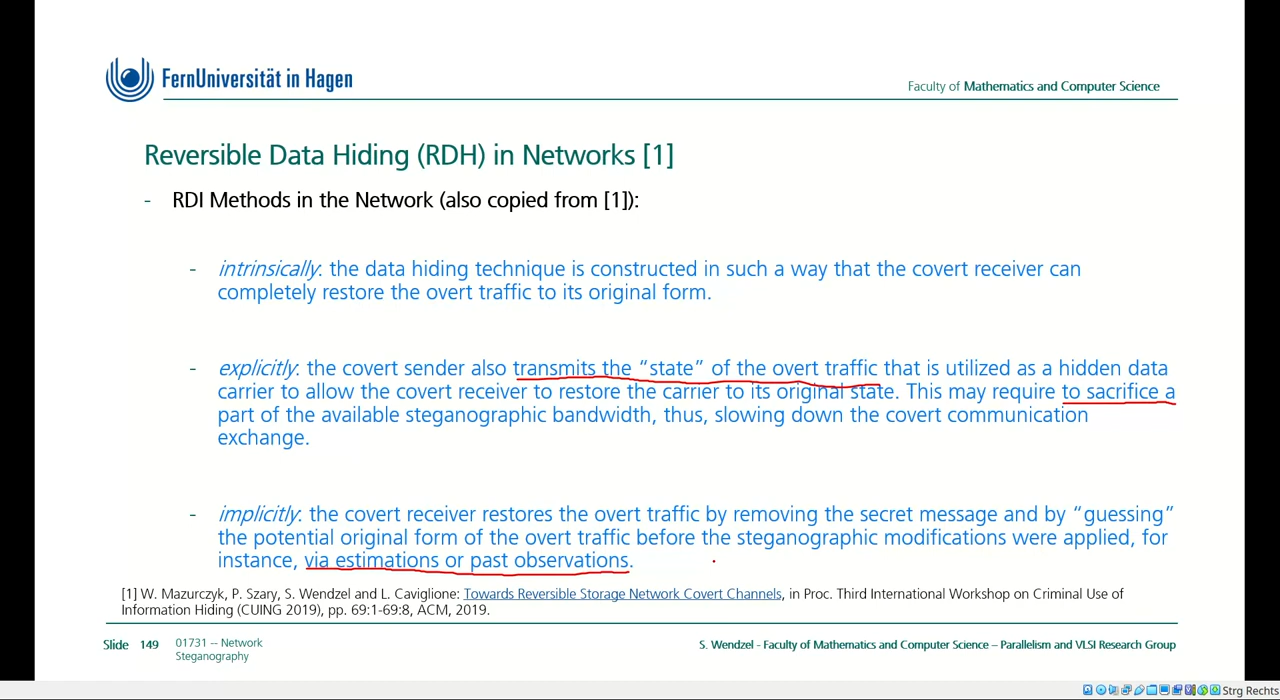 FernUniversität in Hagen
Faculty of Mathematics and Computer Science
Reversible Data Hiding (RDH) in Networks [1]
- RDI Methods in the Network (also copied from [1]):
- intrinsically: the data hiding technique is constructed in such a way that the covert receiver can
completely restore the overt traffic to its original form.
- explicitly: the covert sender also transmits the “state” of the overt traffic that is utilized as a hidden data
carrier to allow the covert receiver to restore the carrier to its original state. This may require to sacrifice a
part of the available steganographic bandwidth, thus, slowing down the covert communication
exchange.
- implicitly: the covert receiver restores the overt traffic by removing the secret message and by “guessing”
the potential original form of the overt traffic before the steganographic modifications were applied, for
instance, via estimations or past observations.
[1] W. Mazurczyk, P. Szary, S. Wendzel and L. Caviglione: Towards Reversible Storage Network Covert Channels, in Proc. Third International Workshop on Criminal Use of
Information Hiding (CUING 2019), pp. 69:1-69:8, ACM, 2019.
Slide 149 01731 -- Network
Steganography
S. Wendzel - Faculty of Mathematics and Computer Science – Parallelism and VLSI Research Group
Strg Rechts